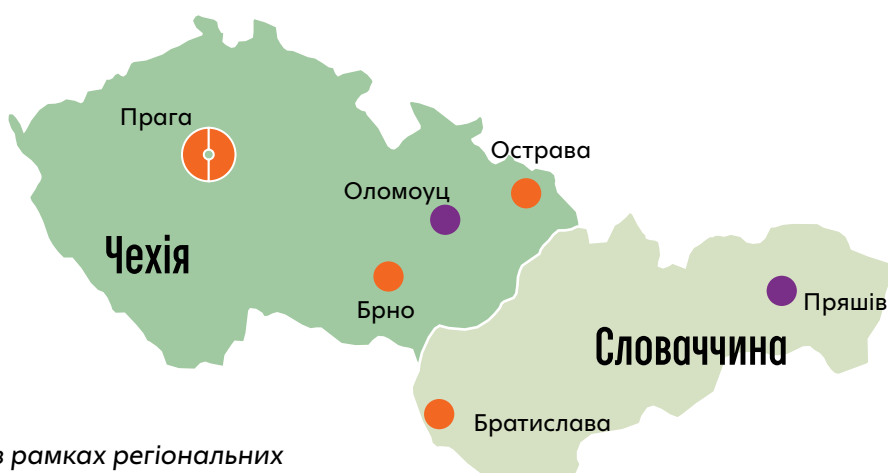 Прага
Острава
Оломоуц
Чехія
Брно
Пряшів
Словаччина
Братислава
в рамках регіональних